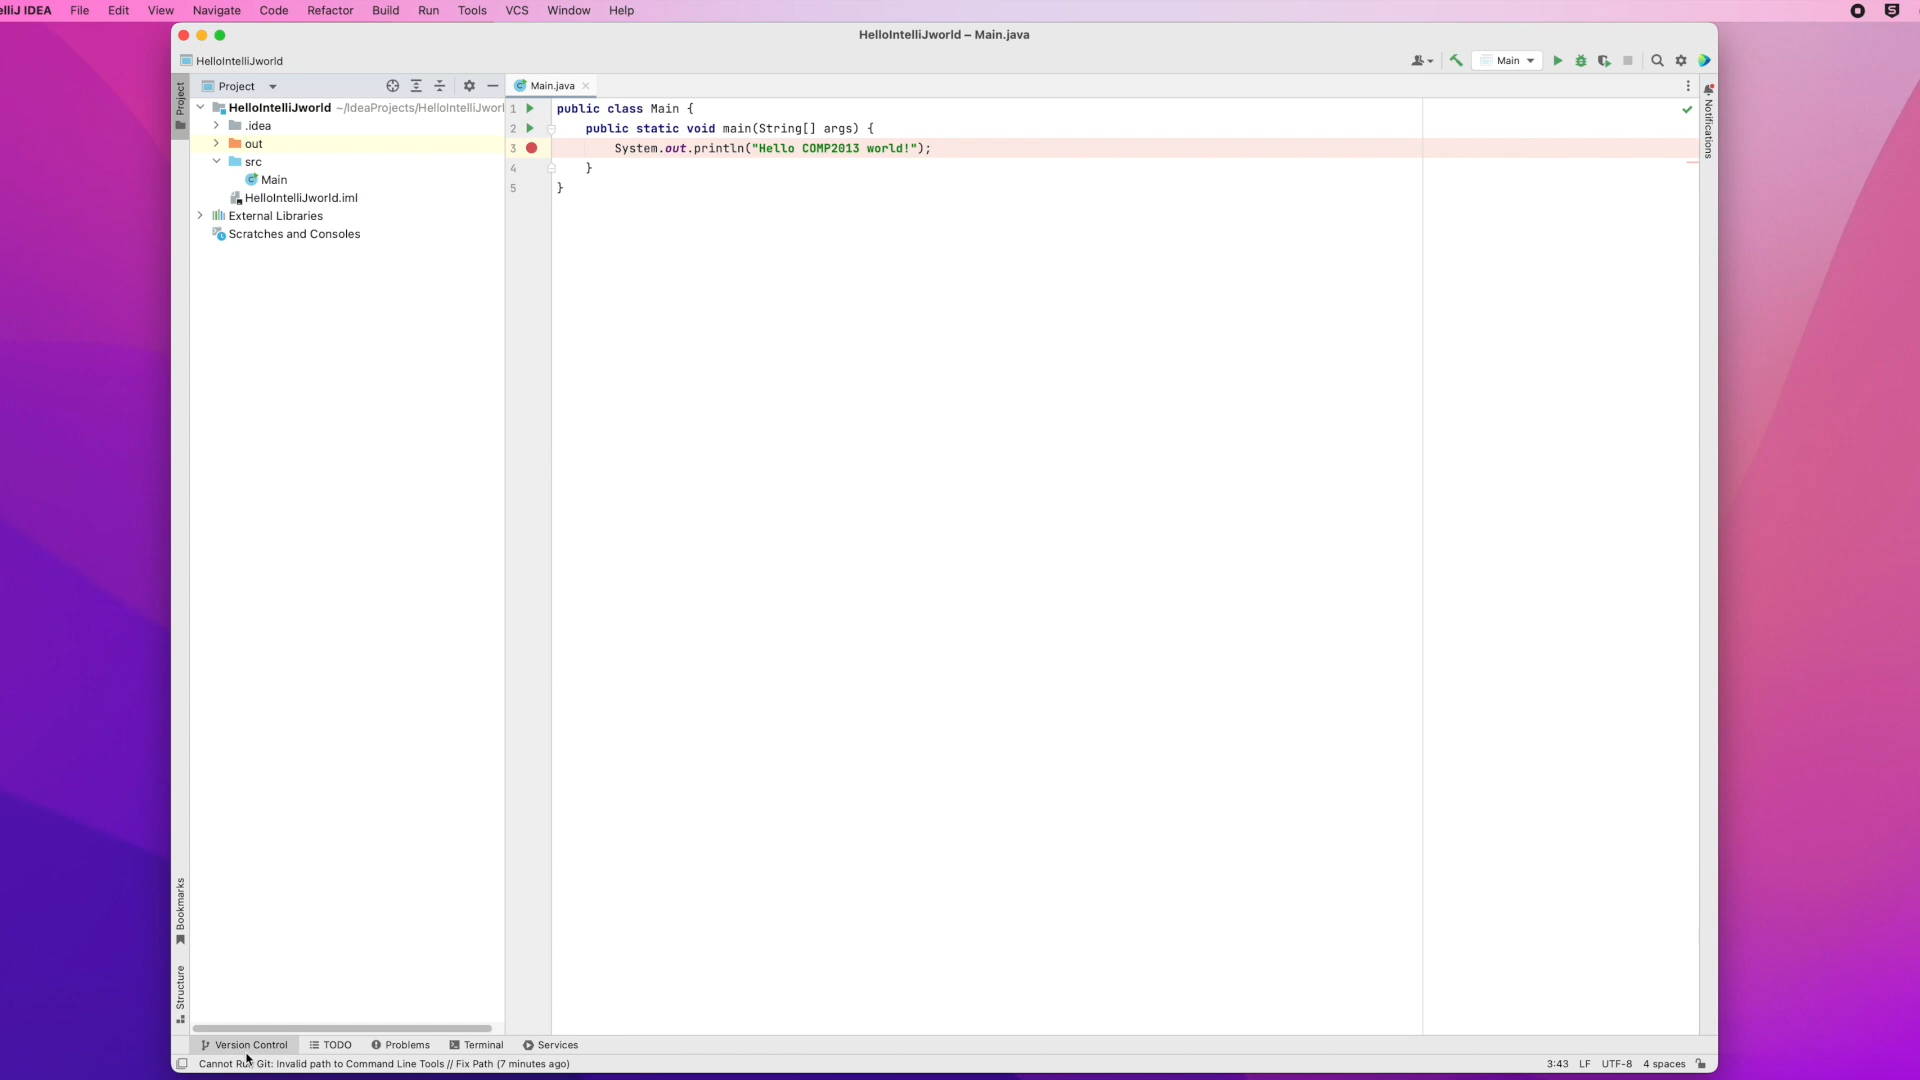 elliJ IDEA File Edit View Navigate Code Refactor Build Run Tools VCS Window Help
HelloIntelliJworld – Main.java
HelloIntelliJworld
Main
Project
Main.java
Project
HelloIntelliJworld ~/IdeaProjects/HelloIntelliJworl
.idea
out
src
Main
HelloIntelliJworld.iml
External Libraries
Scratches and Consoles
1 public class Main {
2 public static void main(String[] args) {
3 System.out.println("Hello COMP2013 world!");
4 }
5 }
Notifications
Bookmarks
Structure
Version Control TODO Problems Terminal Services
Cannot Git: Invalid path to Command Line Tools // Fix Path (7 minutes ago)
3:43 LF UTF-8 4 spaces